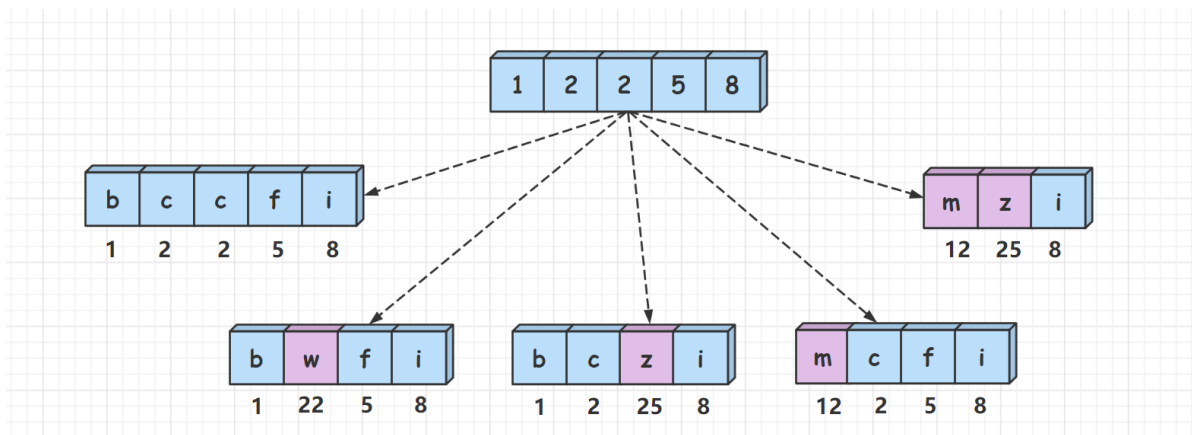 1 2 2 5 8
b c c f i
1 2 2 5 8
m z i
12 25 8
b w f i
1 22 5 8
b c z i
1 2 25 8
m c f i
12 2 5 8